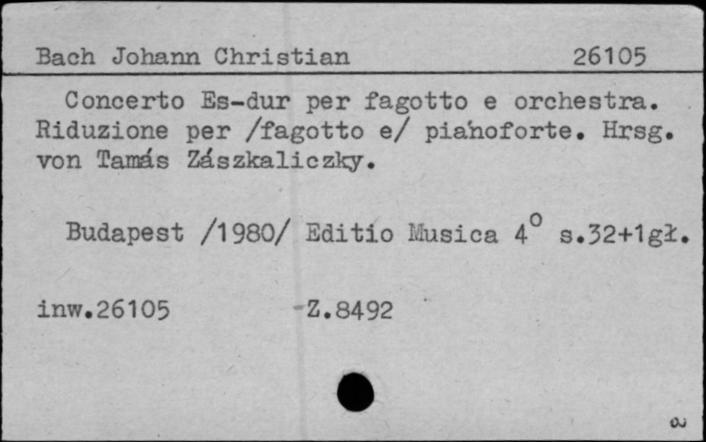 Bach Johann Christian 26105
Concerto Es-dur per fagotto e orchestra.
Riduzione per /fagotto e/ pianoforte. Hrsg.
von Tamás Zászkaliczky.
Budapest /1980/ Editio Musica 4° s.32+1gł.
inw.26105 Z.8492